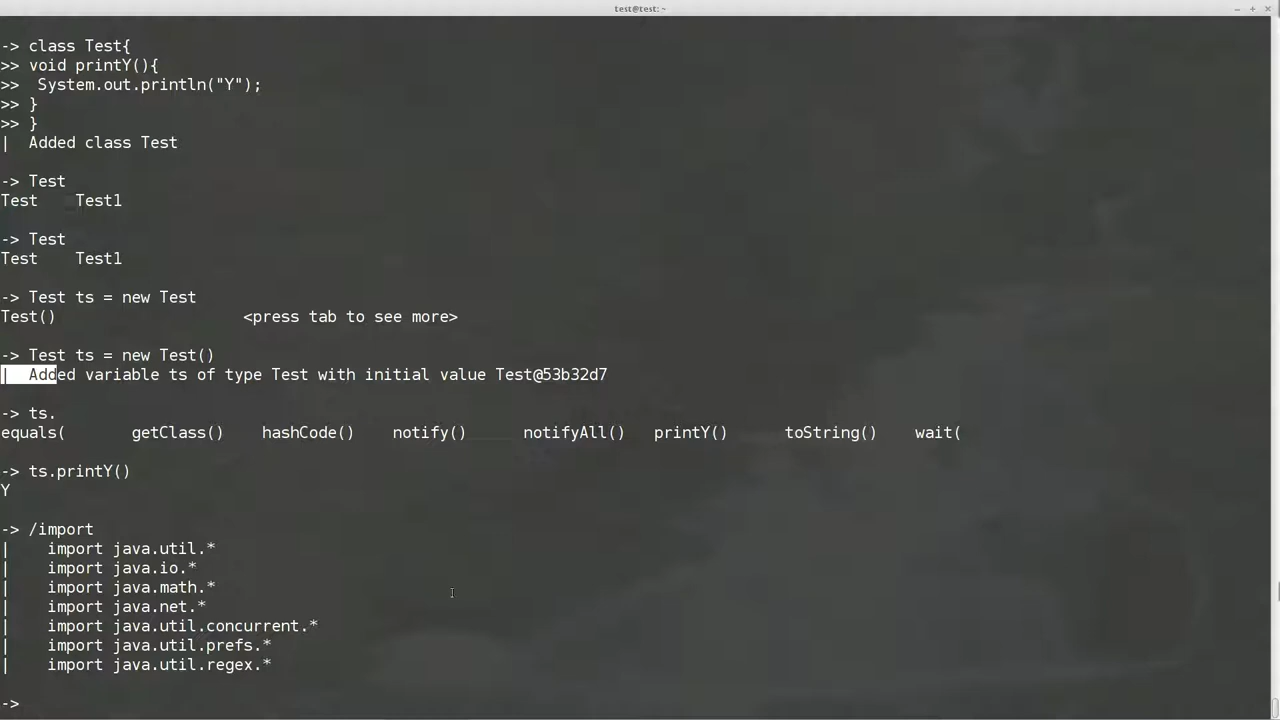 test@test: ~
-> class Test{
>> void printY(){
>>  System.out.println("Y");
>> }
>> }
|  Added class Test
-> Test
Test    Test1
-> Test
Test    Test1
-> Test ts = new Test
Test()                    <press tab to see more>
-> Test ts = new Test()
|  Added variable ts of type Test with initial value Test@53b32d7
-> ts.
equals(       getClass()    hashCode()    notify()      notifyAll()   printY()      toString()    wait(
-> ts.printY()
Y
-> /import
|    import java.util.*
|    import java.io.*
|    import java.math.*
|    import java.net.*
|    import java.util.concurrent.*
|    import java.util.prefs.*
|    import java.util.regex.*
->